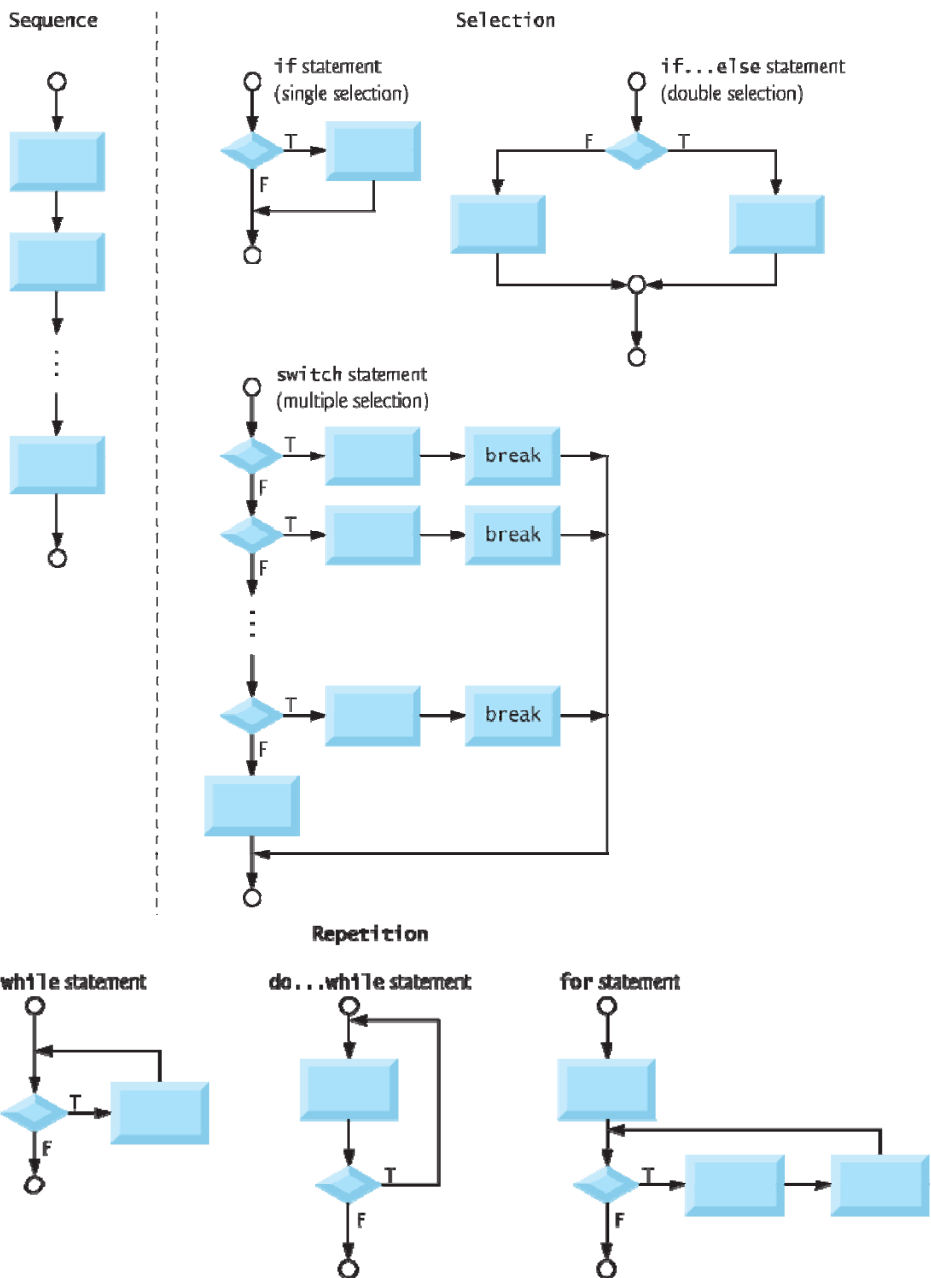 Sequence
Selection
if statement
(single selection)
T
F
if...else statement
(double selection)
F
T
switch statement
(multiple selection)
T
break
F
T
break
F
T
break
F
Repetition
while statement
T
F
do...while statement
T
F
for statement
T
F